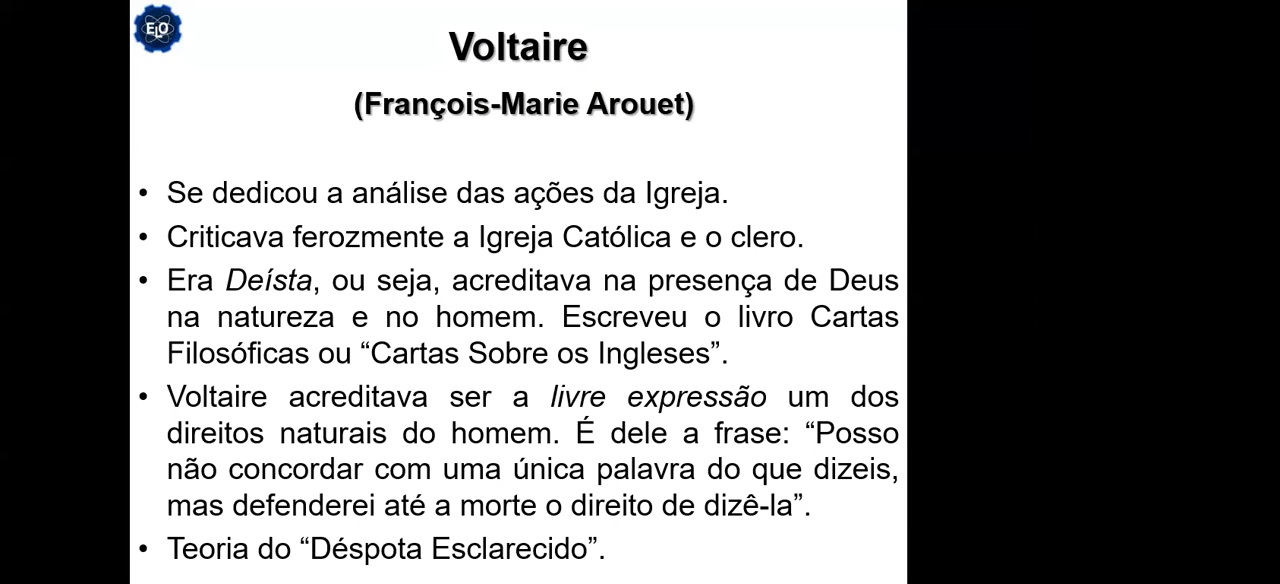 ELO
Voltaire
(François-Marie Arouet)
• Se dedicou a análise das ações da Igreja.
• Criticava ferozmente a Igreja Católica e o clero.
• Era Deísta, ou seja, acreditava na presença de Deus
na natureza e no homem. Escreveu o livro Cartas
Filosóficas ou “Cartas Sobre os Ingleses”.
• Voltaire acreditava ser a livre expressão um dos
direitos naturais do homem. É dele a frase: “Posso
não concordar com uma única palavra do que dizeis,
mas defenderei até a morte o direito de dizê-la”.
• Teoria do “Déspota Esclarecido”.